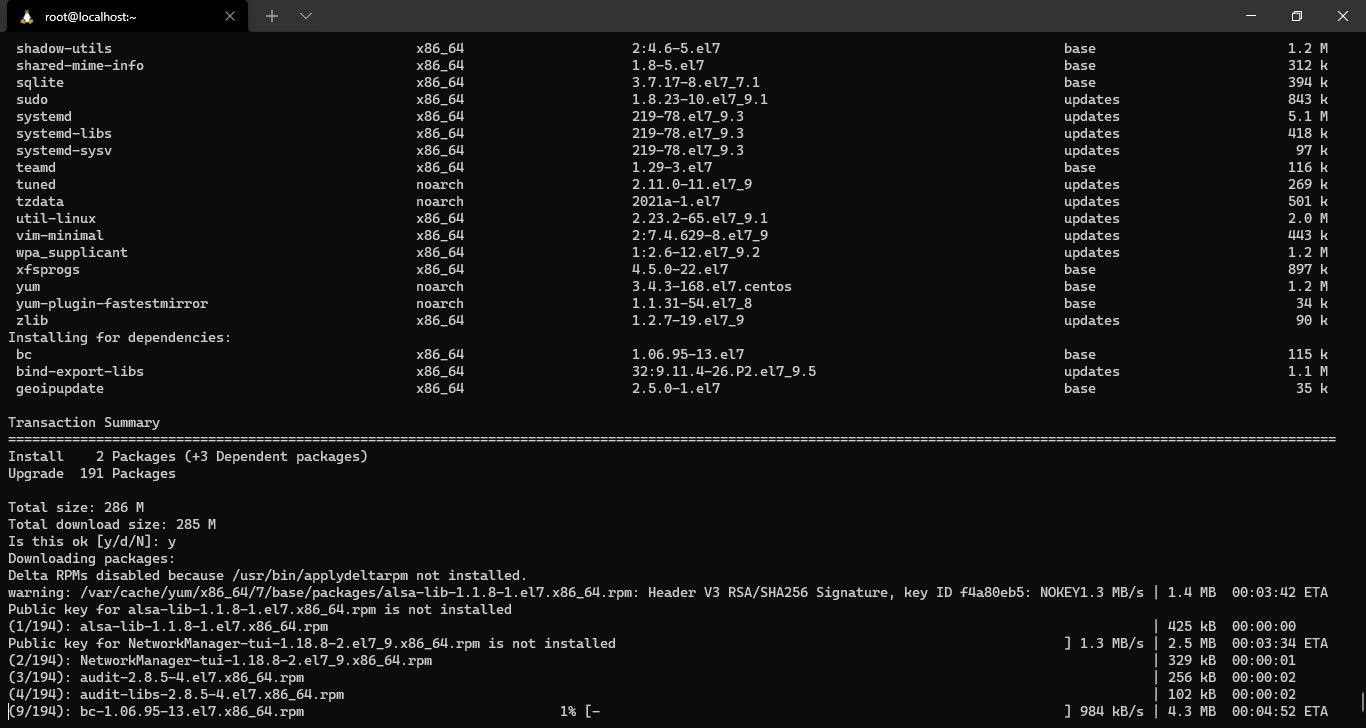 root@localhost:~
shadow-utils x86_64 2:4.6-5.el7 base 1.2 M
shared-mime-info x86_64 1.8-5.el7 base 312 k
sqlite x86_64 3.7.17-8.el7_7.1 base 394 k
sudo x86_64 1.8.23-10.el7_9.1 updates 843 k
systemd x86_64 219-78.el7_9.3 updates 5.1 M
systemd-libs x86_64 219-78.el7_9.3 updates 418 k
systemd-sysv x86_64 219-78.el7_9.3 updates 97 k
teamd x86_64 1.29-3.el7 base 116 k
tuned noarch 2.11.0-11.el7_9 updates 269 k
tzdata noarch 2021a-1.el7 updates 501 k
util-linux x86_64 2.23.2-65.el7_9.1 updates 2.0 M
vim-minimal x86_64 2:7.4.629-8.el7_9 updates 443 k
wpa_supplicant x86_64 1:2.6-12.el7_9.2 updates 1.2 M
xfsprogs x86_64 4.5.0-22.el7 base 897 k
yum noarch 3.4.3-168.el7.centos base 1.2 M
yum-plugin-fastestmirror noarch 1.1.31-54.el7_8 base 34 k
zlib x86_64 1.2.7-19.el7_9 updates 90 k
Installing for dependencies:
bc x86_64 1.06.95-13.el7 base 115 k
bind-export-libs x86_64 32:9.11.4-26.P2.el7_9.5 updates 1.1 M
geoipupdate x86_64 2.5.0-1.el7 base 35 k
Transaction Summary
================================================================================
Install 2 Packages (+3 Dependent packages)
Upgrade 191 Packages
Total size: 286 M
Total download size: 285 M
Is this ok [y/d/N]: y
Downloading packages:
Delta RPMs disabled because /usr/bin/applydeltarpm not installed.
warning: /var/cache/yum/x86_64/7/base/packages/alsa-lib-1.1.8-1.el7.x86_64.rpm: Header V3 RSA/SHA256 Signature, key ID f4a80eb5: NOKEY1.3 MB/s | 1.4 MB 00:03:42 ETA
Public key for alsa-lib-1.1.8-1.el7.x86_64.rpm is not installed
(1/194): alsa-lib-1.1.8-1.el7.x86_64.rpm | 425 kB 00:00:00
Public key for NetworkManager-tui-1.18.8-2.el7_9.x86_64.rpm is not installed ] 1.3 MB/s | 2.5 MB 00:03:34 ETA
(2/194): NetworkManager-tui-1.18.8-2.el7_9.x86_64.rpm | 329 kB 00:00:01
(3/194): audit-2.8.5-4.el7.x86_64.rpm | 256 kB 00:00:02
(4/194): audit-libs-2.8.5-4.el7.x86_64.rpm | 102 kB 00:00:02
(9/194): bc-1.06.95-13.el7.x86_64.rpm 1% [- ] 984 kB/s | 4.3 MB 00:04:52 ETA